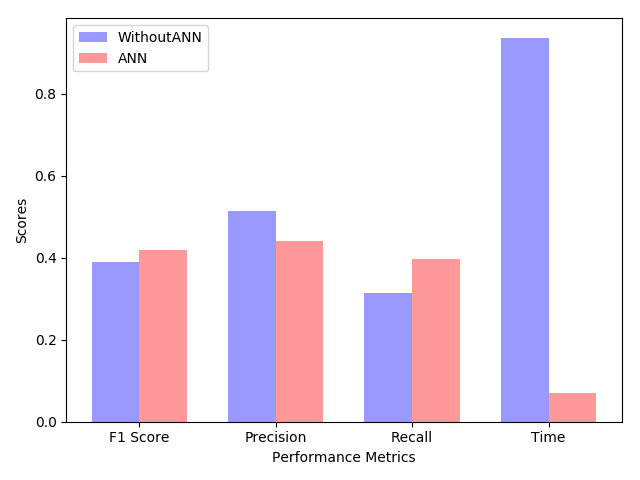 WithoutANN
ANN
Scores
0.8
0.6
0.4
0.2
0.0
F1 Score Precision Recall Time
Performance Metrics